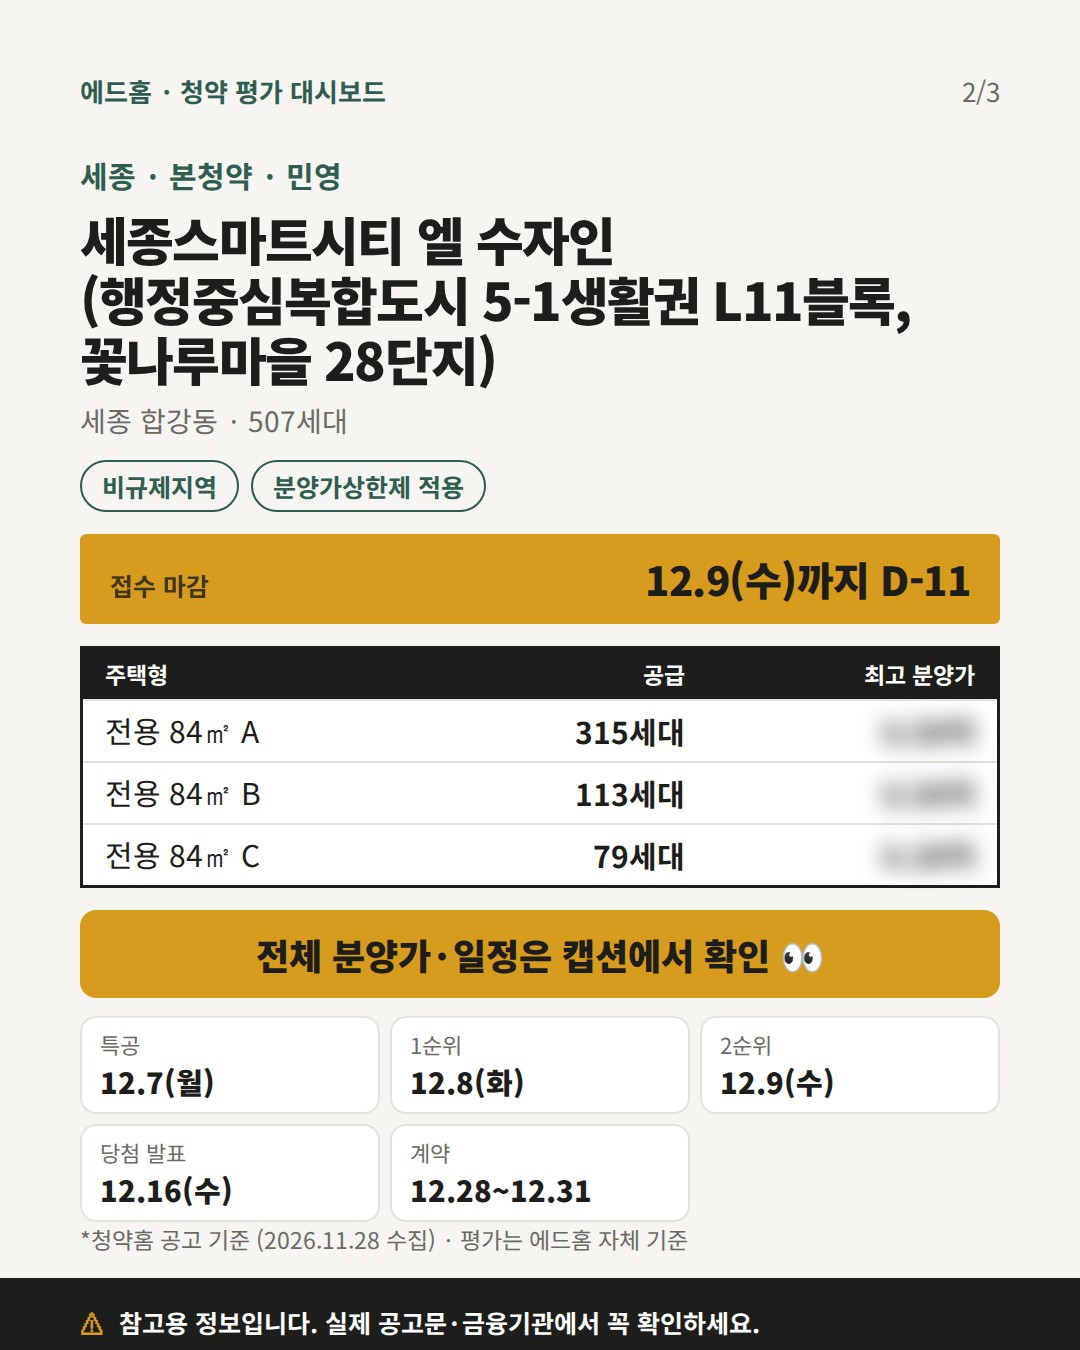 에드홈 · 청약 평가 대시보드
2/3
세종 · 본청약 · 민영
세종스마트시티 엘 수자인
(행정중심복합도시 5-1생활권 L11블록,
꽃나루마을 28단지)
세종 합강동 · 507세대
비규제지역 분양가상한제 적용
접수 마감 12.9(수)까지 D-11
주택형 공급 최고 분양가
전용 84㎡ A 315세대
전용 84㎡ B 113세대
전용 84㎡ C 79세대
전체 분양가·일정은 캡션에서 확인 👀
특공 1순위 2순위
12.7(월) 12.8(화) 12.9(수)
당첨 발표 계약
12.16(수) 12.28~12.31
*청약홈 공고 기준 (2026.11.28 수집) · 평가는 에드홈 자체 기준
⚠ 참고용 정보입니다. 실제 공고문·금융기관에서 꼭 확인하세요.